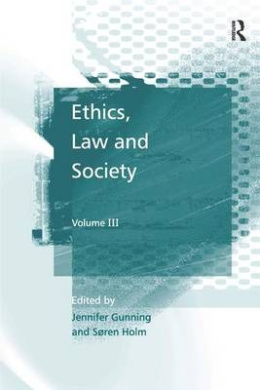 R
Ethics,
Law and
Society
Volume III
Edited by
Jennifer Gunning
and Søren Holm